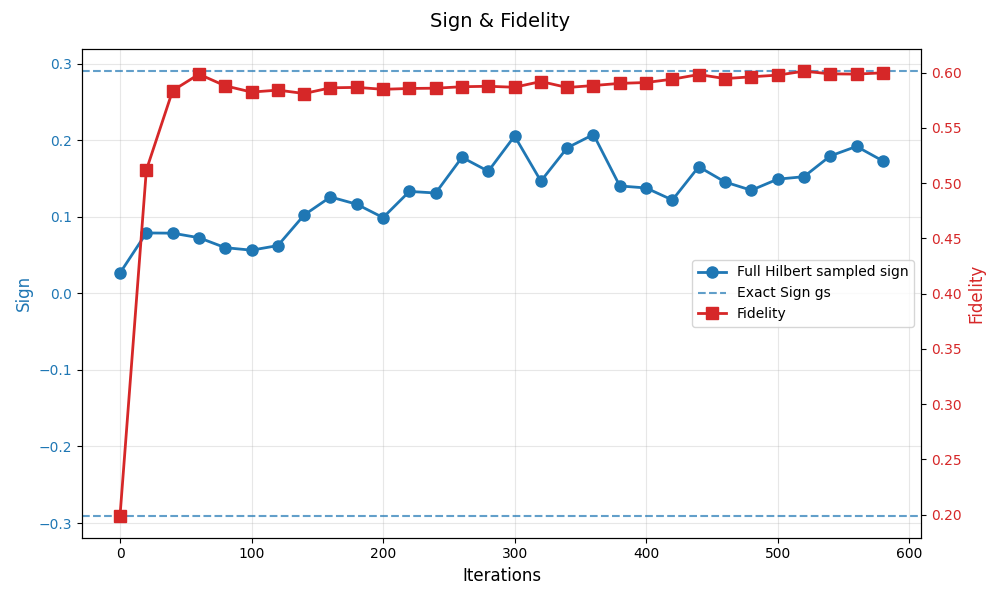 Sign & Fidelity
0.3
0.2
0.1
0.0
−0.1
−0.2
−0.3
Sign
0.60
0.55
0.50
0.45
0.40
0.35
0.30
0.25
0.20
Fidelity
Full Hilbert sampled sign
Exact Sign gs
Fidelity
0 100 200 300 400 500 600
Iterations